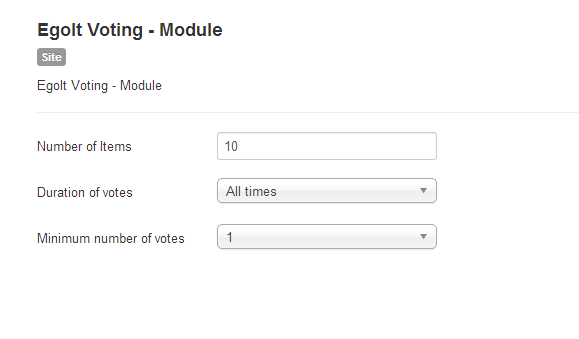 Egolt Voting - Module
Site
Egolt Voting - Module
Number of Items 10
Duration of votes All times
Minimum number of votes 1